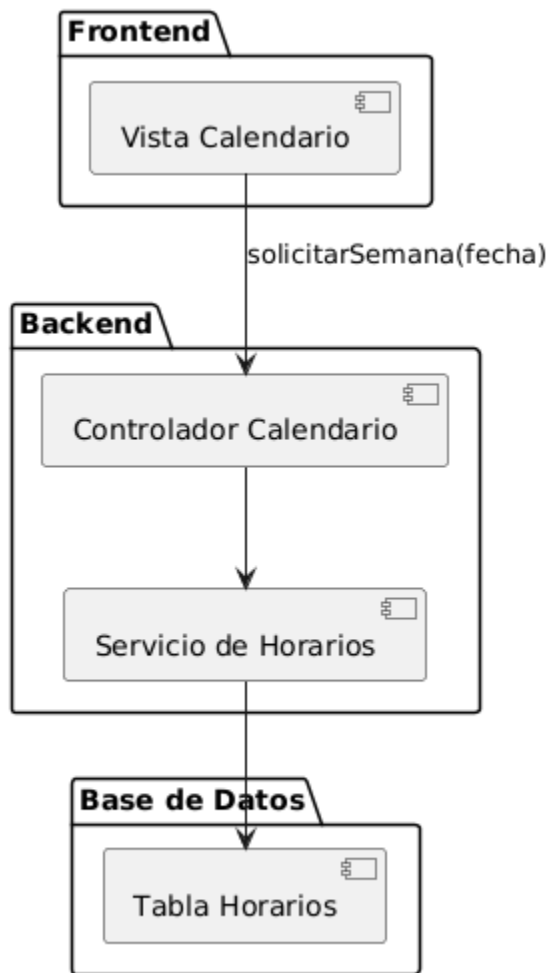 Frontend
Vista Calendario
solicitarSemana(fecha)
Backend
Controlador Calendario
Servicio de Horarios
Base de Datos
Tabla Horarios